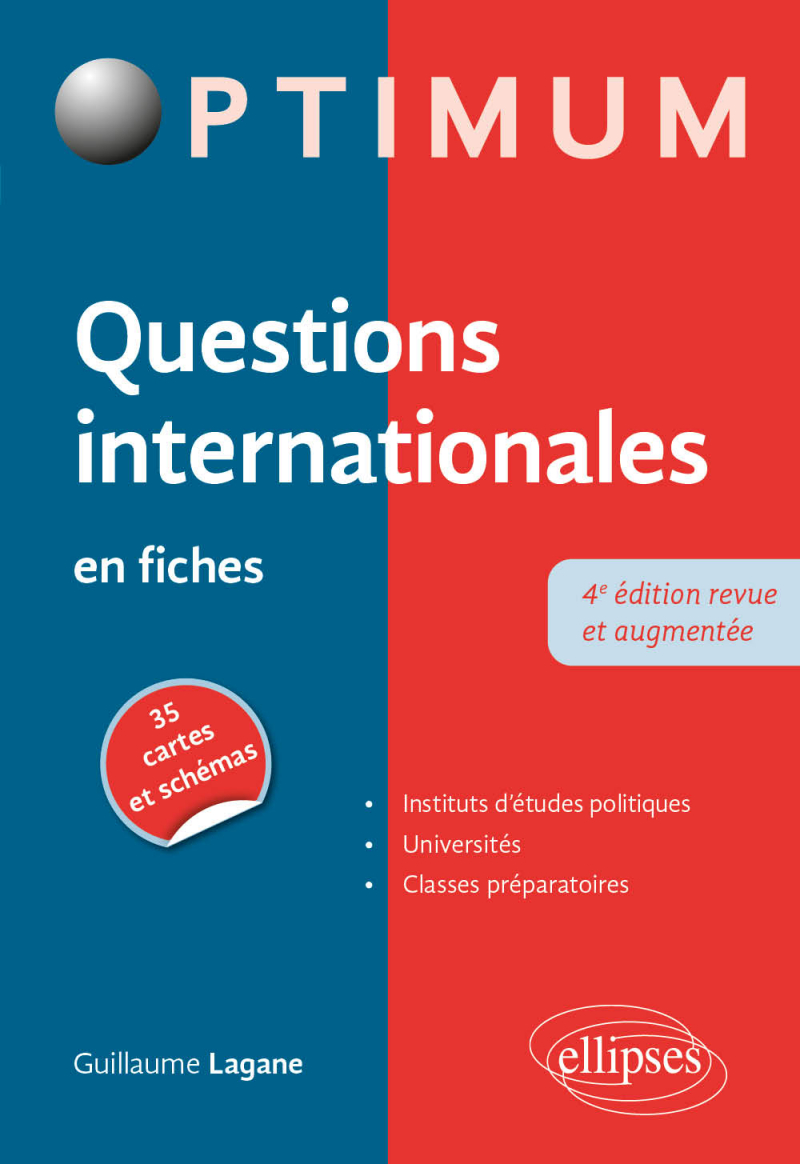 OPTIMUM
Questions
internationales
en fiches
4e édition revue
et augmentée
35
cartes
et schémas
• Instituts d'études politiques
• Universités
• Classes préparatoires
Guillaume Lagane
ellipses